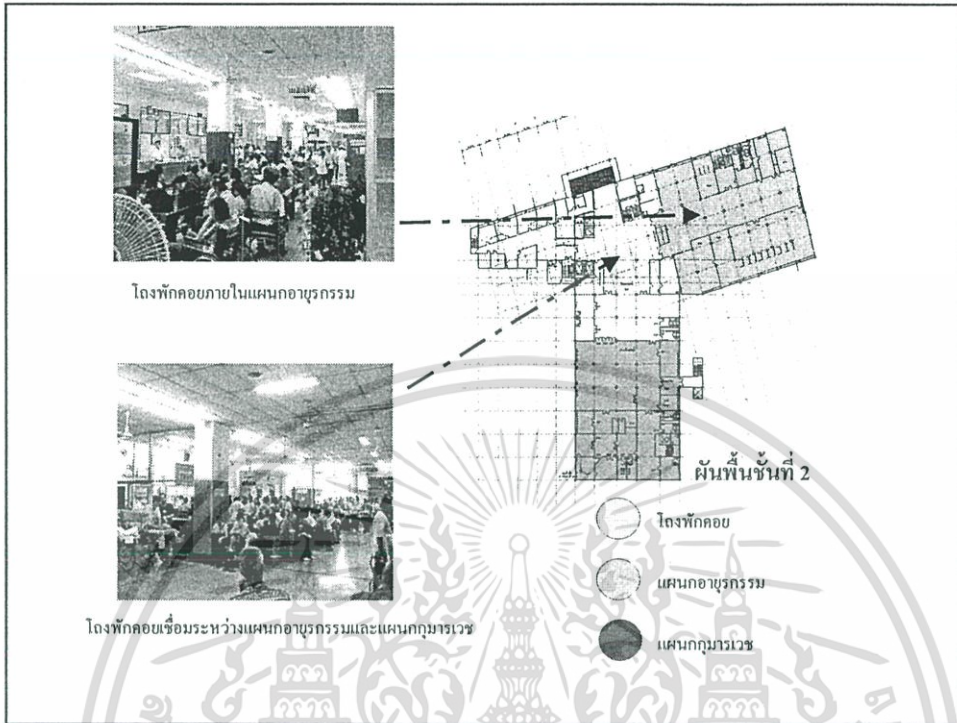 โถงพักคอยภายในแผนกอายุรกรรม
โถงพักคอยเชื่อมระหว่างแผนกอายุรกรรมและแผนกกุมารเวช
ผันพื้นชั้นที่ 2
โถงพักคอย
แผนกอายุรกรรม
แผนกกุมารเวช